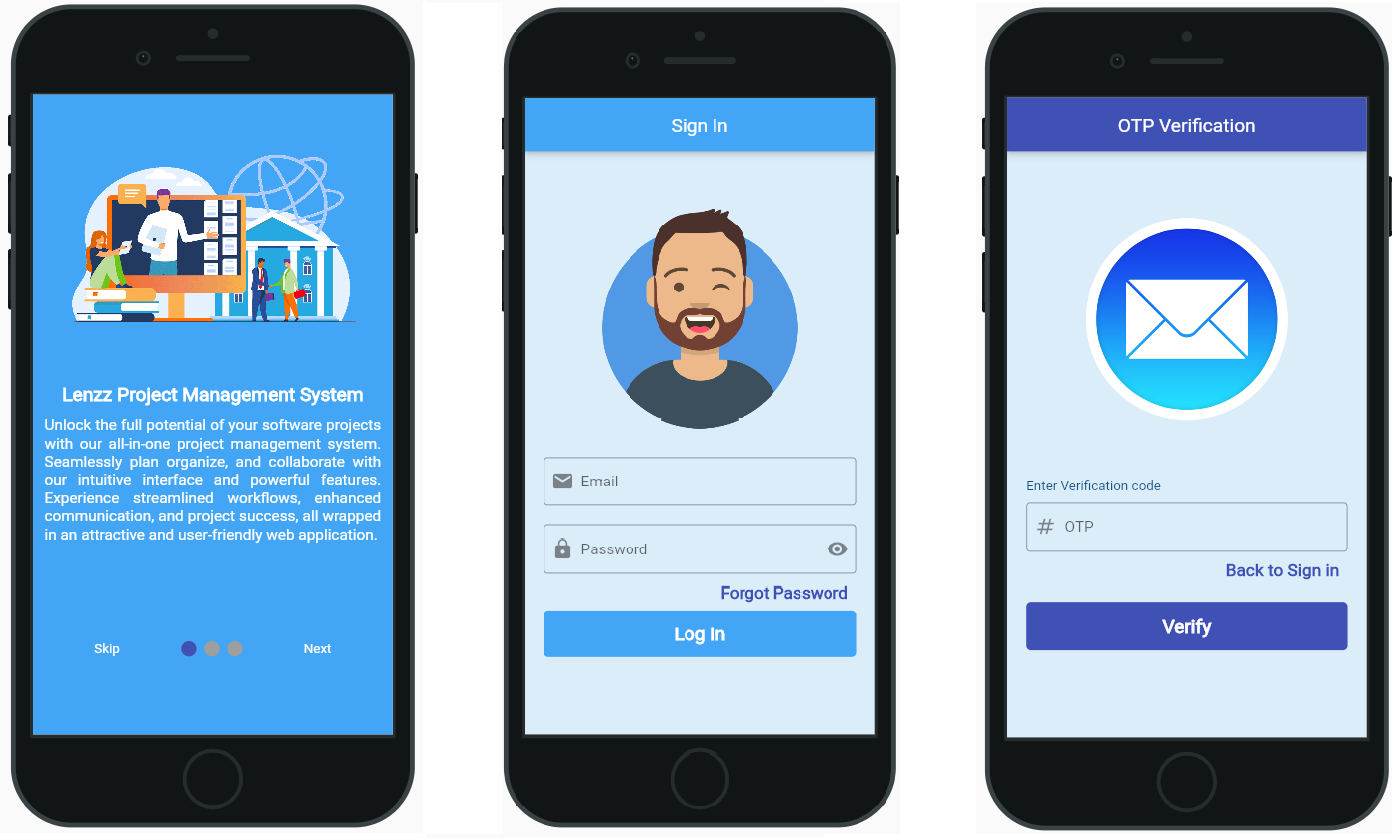 Lenzz Project Management System
Unlock the full potential of your software projects
with our all-in-one project management system.
Seamlessly plan organize, and collaborate with
our intuitive interface and powerful features.
Experience streamlined workflows, enhanced
communication, and project success, all wrapped
in an attractive and user-friendly web application.
Skip
Next
Sign In
Email
Password
Forgot Password
Log In
OTP Verification
Enter Verification code
# OTP
Back to Sign in
Verify